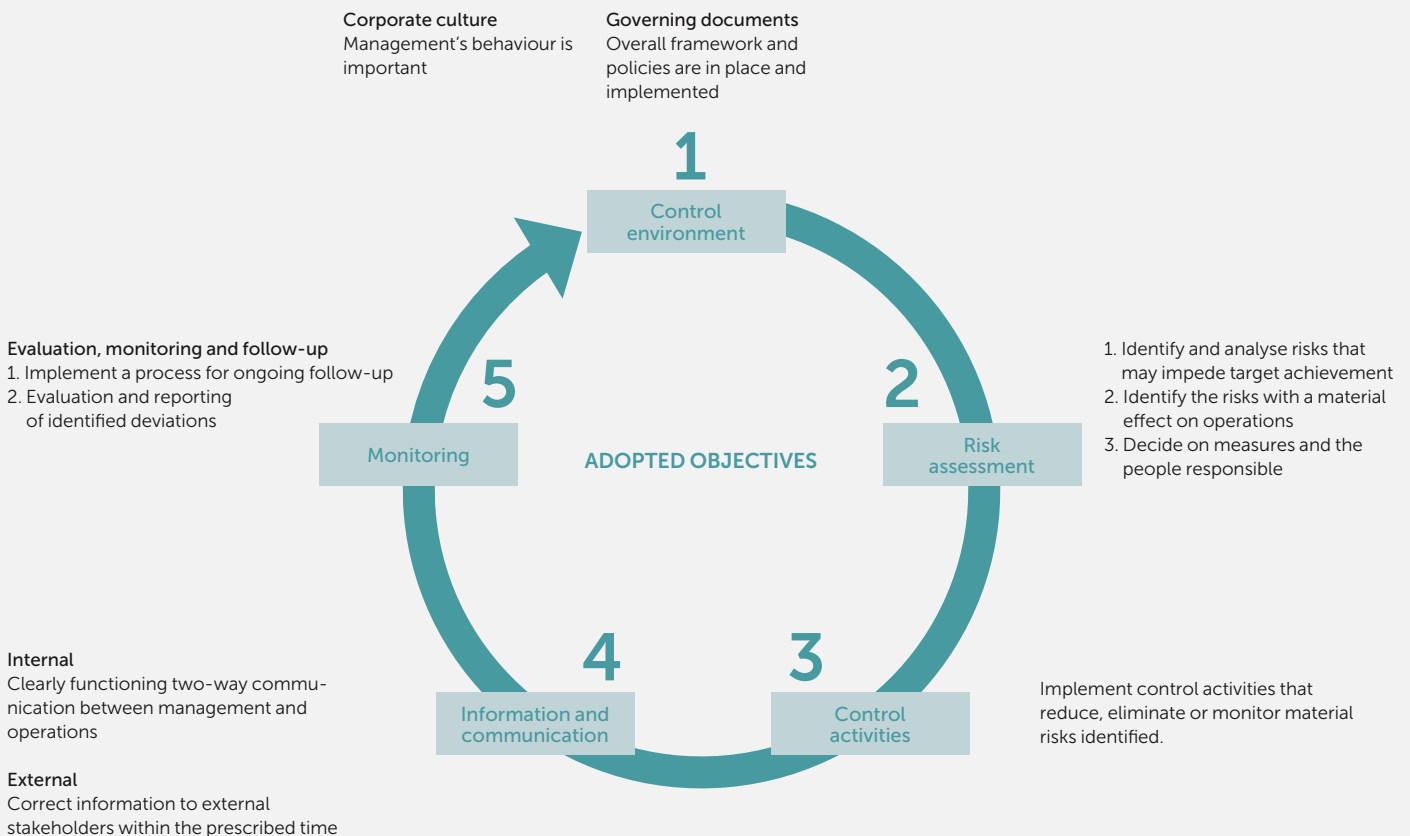 Corporate culture
Management’s behaviour is
important
Governing documents
Overall framework and
policies are in place and
implemented
1
Control
environment
2
Risk
assessment
1. Identify and analyse risks that
may impede target achievement
2. Identify the risks with a material
effect on operations
3. Decide on measures and the
people responsible
ADOPTED OBJECTIVES
3
Control
activities
Implement control activities that
reduce, eliminate or monitor material
risks identified.
4
Information and
communication
Internal
Clearly functioning two-way commu-
nication between management and
operations
External
Correct information to external
stakeholders within the prescribed time
5
Monitoring
Evaluation, monitoring and follow-up
1. Implement a process for ongoing follow-up
2. Evaluation and reporting
of identified deviations